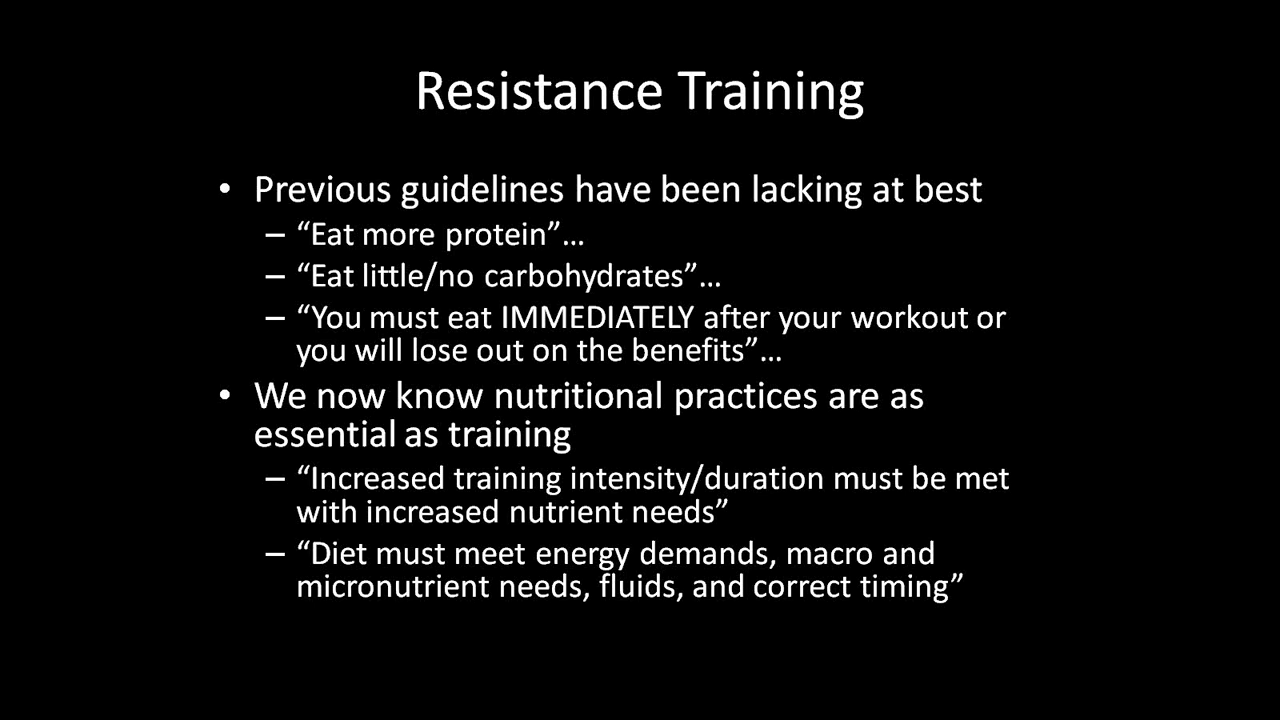 Resistance Training
• Previous guidelines have been lacking at best
– “Eat more protein”…
– “Eat little/no carbohydrates”…
– “You must eat IMMEDIATELY after your workout or
you will lose out on the benefits”…
• We now know nutritional practices are as
essential as training
– “Increased training intensity/duration must be met
with increased nutrient needs”
– “Diet must meet energy demands, macro and
micronutrient needs, fluids, and correct timing”